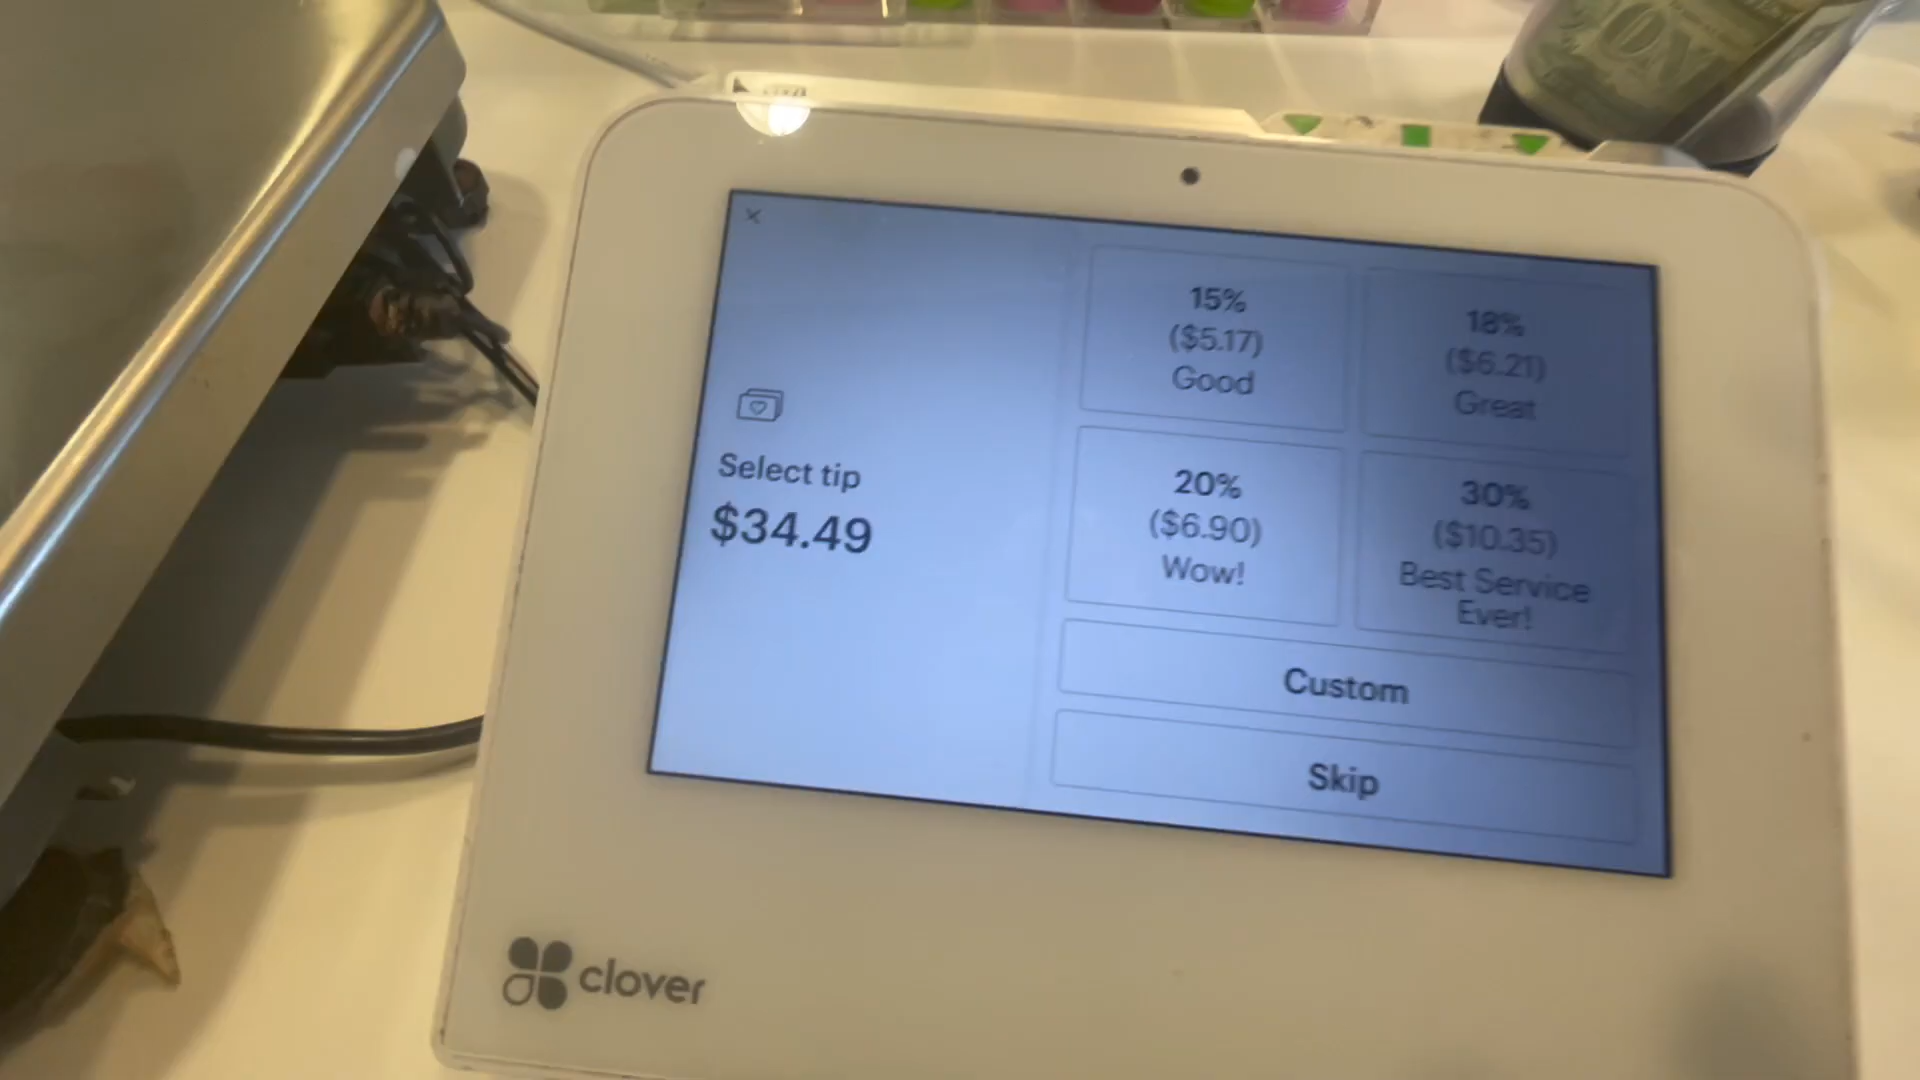 ×
Select tip
$34.49
15%
($5.17)
Good
18%
($6.21)
Great
20%
($6.90)
Wow!
30%
($10.35)
Best Service
Ever!
Custom
Skip
clover